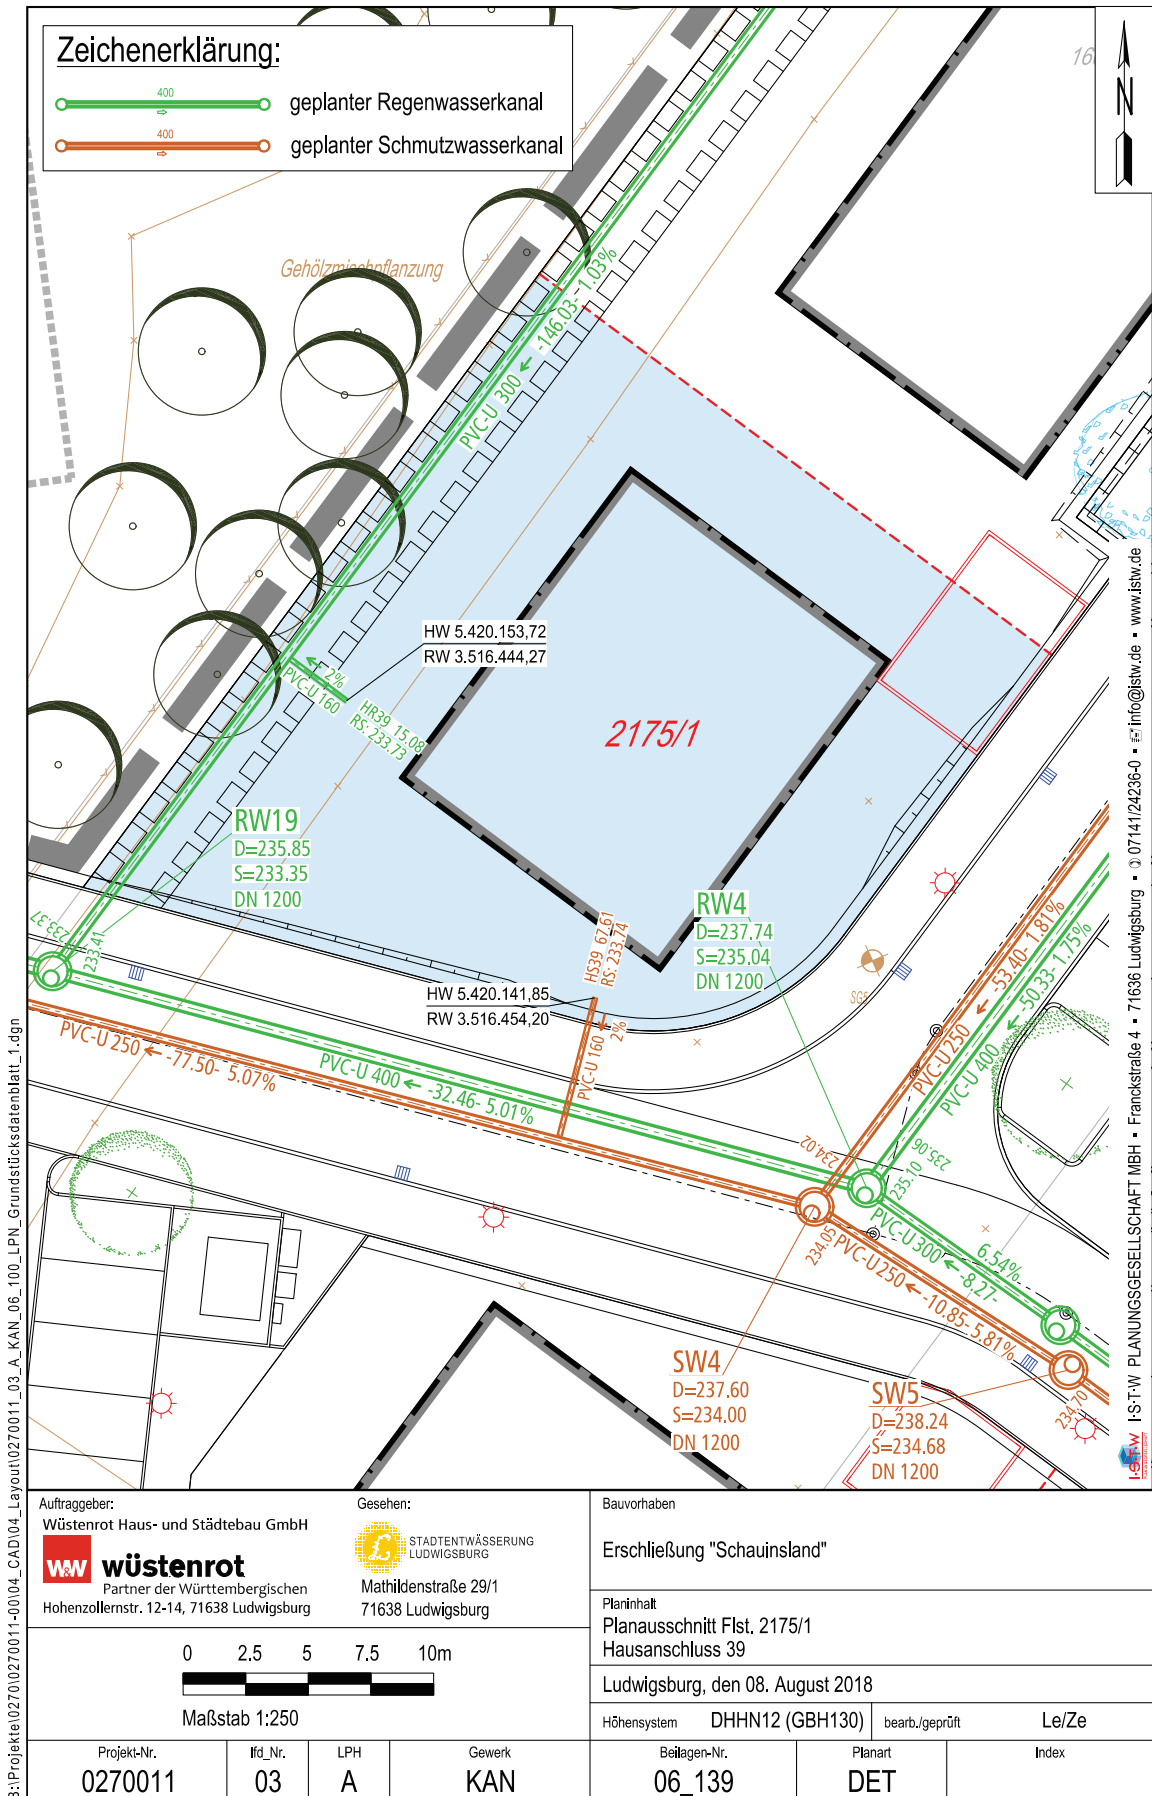 Zeichenerklärung:
400
geplanter Regenwasserkanal
400
geplanter Schmutzwasserkanal
N
Gehölzmischpflanzung
PVC-U 300 ← -146.03- 1.03%
HW 5.420.153,72
RW 3.516.444,27
2%
PVC-U 160
HR39 15.08
RS: 233.73
2175/1
RW19
D=235.85
S=233.35
DN 1200
233.37
233.41
RW4
D=237.74
S=235.04
DN 1200
HS39 67.61
RS: 233.74
HW 5.420.141,85
RW 3.516.454,20
PVC-U 160
2%
PVC-U 250 ← -77.50- 5.07%
PVC-U 400 ← -32.46- 5.01%
PVC-U 250 ← -53.40- 1.81%
PVC-U 400 ← -50.33- 1.75%
234.02
235.06
235.10
234.05
PVC-U300 ← -8.27-
6.54%
PVC-U250 ← -10.85- 5.81%
SW4
D=237.60
S=234.00
DN 1200
SW5
D=238.24
S=234.68
DN 1200
234.70
I·S·T·W PLANUNGSGESELLSCHAFT MBH ▪ Franckstraße 4 ▪ 71636 Ludwigsburg ▪ ✆ 07141/24236-0 ▪ info@istw.de ▪ www.istw.de
3:\Projekte\0270\0270011-00\04_CAD\04_Layout\0270011_03_A_KAN_06_100_LPN_Grundstücksdatenblatt_1.dgn
Auftraggeber:
Wüstenrot Haus- und Städtebau GmbH
W&W wüstenrot
Partner der Württembergischen
Hohenzollernstr. 12-14, 71638 Ludwigsburg
Gesehen:
STADTENTWÄSSERUNG
LUDWIGSBURG
Mathildenstraße 29/1
71638 Ludwigsburg
Bauvorhaben
Erschließung "Schauinsland"
Planinhalt
Planausschnitt Flst. 2175/1
Hausanschluss 39
0 2.5 5 7.5 10m
Maßstab 1:250
Ludwigsburg, den 08. August 2018
Höhensystem DHHN12 (GBH130) bearb./geprüft Le/Ze
Projekt-Nr. lfd_Nr. LPH Gewerk Beilagen-Nr. Planart Index
0270011 03 A KAN 06_139 DET